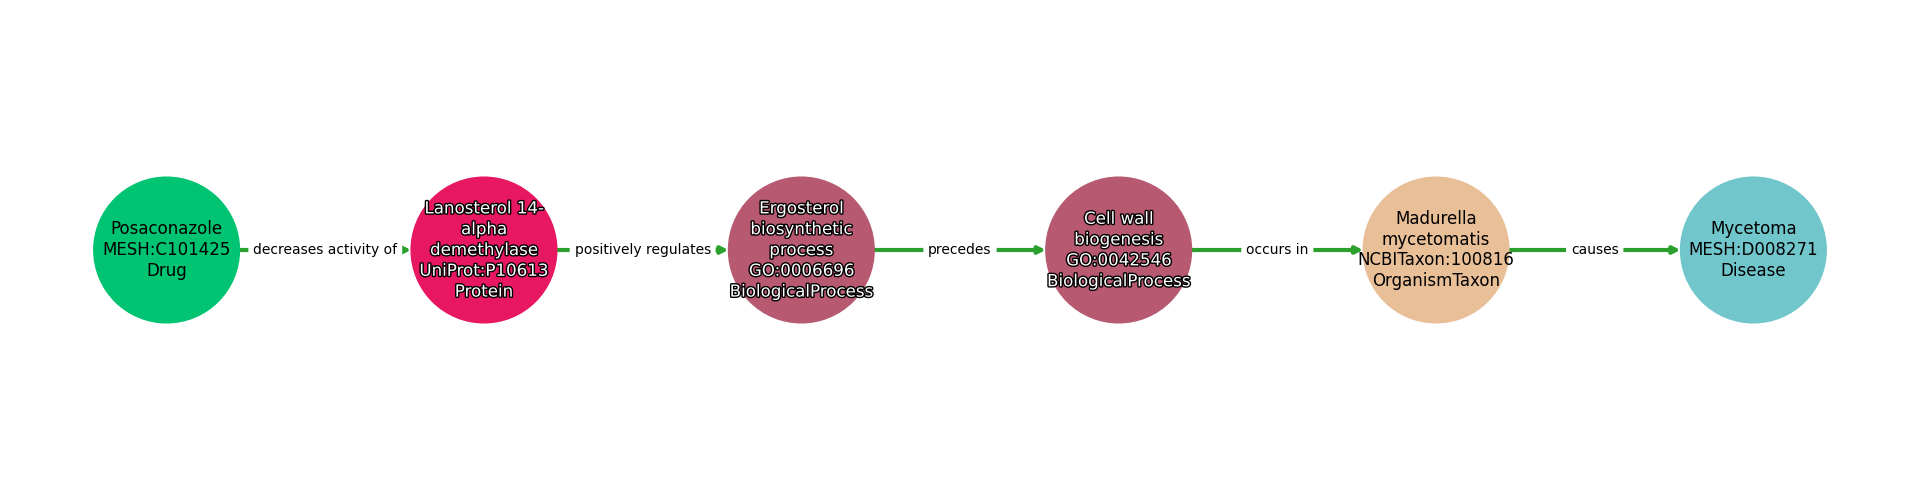 Posaconazole
MESH:C101425
Drug
decreases activity of
Lanosterol 14-
alpha
demethylase
UniProt:P10613
Protein
positively regulates
Ergosterol
biosynthetic
process
GO:0006696
BiologicalProcess
precedes
Cell wall
biogenesis
GO:0042546
BiologicalProcess
occurs in
Madurella
mycetomatis
NCBITaxon:100816
OrganismTaxon
causes
Mycetoma
MESH:D008271
Disease